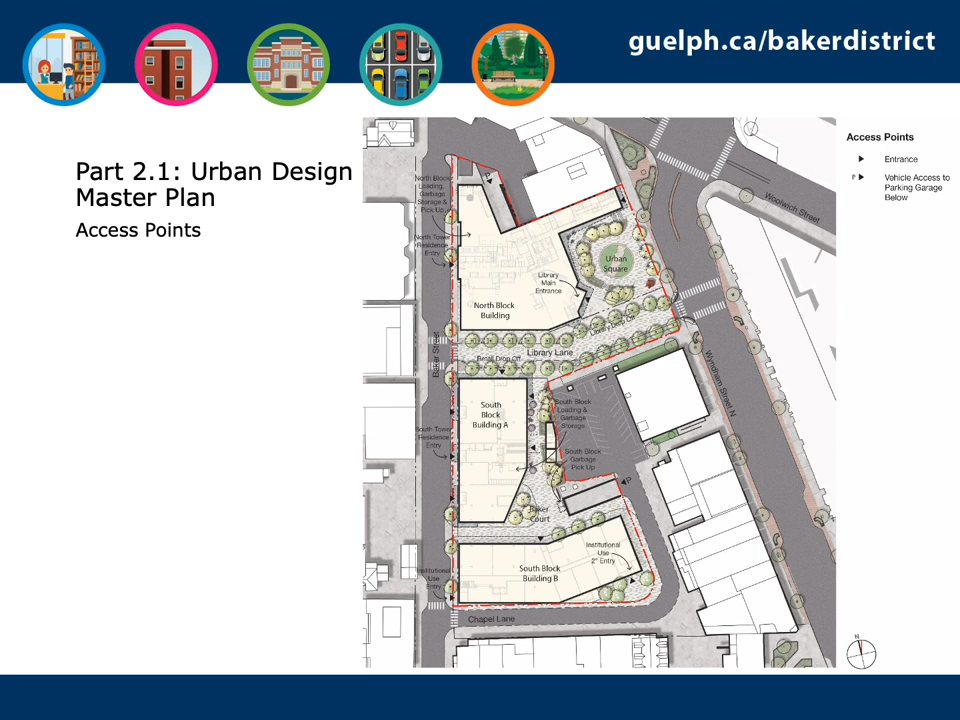 guelph.ca/bakerdistrict
Part 2.1: Urban Design
Master Plan
Access Points
Access Points
Entrance
P
Vehicle Access to
Parking Garage
Below
North Block
Loading,
Garbage
Storage &
Pick Up
P
Woolwich Street
North Tower
Residence
Entry
Urban
Square
Library
Main
Entrance
North Block
Building
Library Drop Off
Baker Street
Library Lane
Retail Drop Off
Wyndham Street N
South
Block
Building A
South Block
Loading &
Garbage
Storage
South Tower
Residence
Entry
South Block
Garbage
Pick Up
P
Baker
Court
Institutional
Use
2° Entry
Institutional
Use
Entry
South Block
Building B
Chapel Lane
N